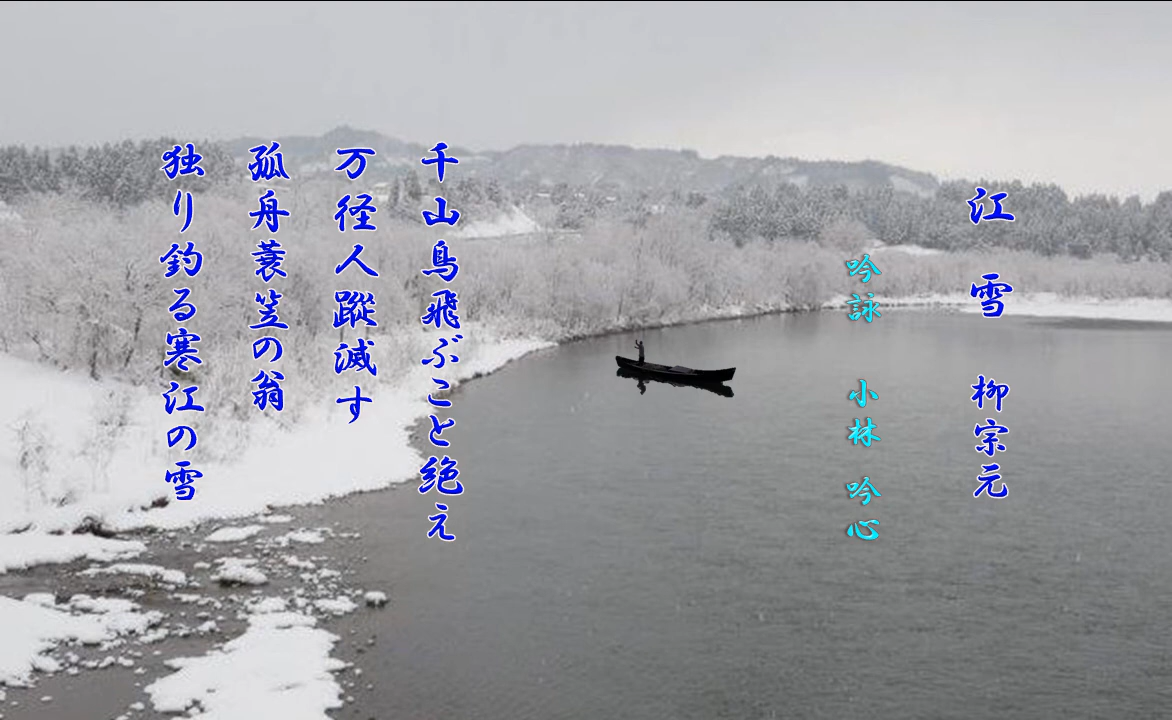 江雪 柳宗元
吟詠 小林 吟心
千山鳥飛ぶこと絶え
万径人蹤滅す
孤舟蓑笠の翁
独り釣る寒江の雪